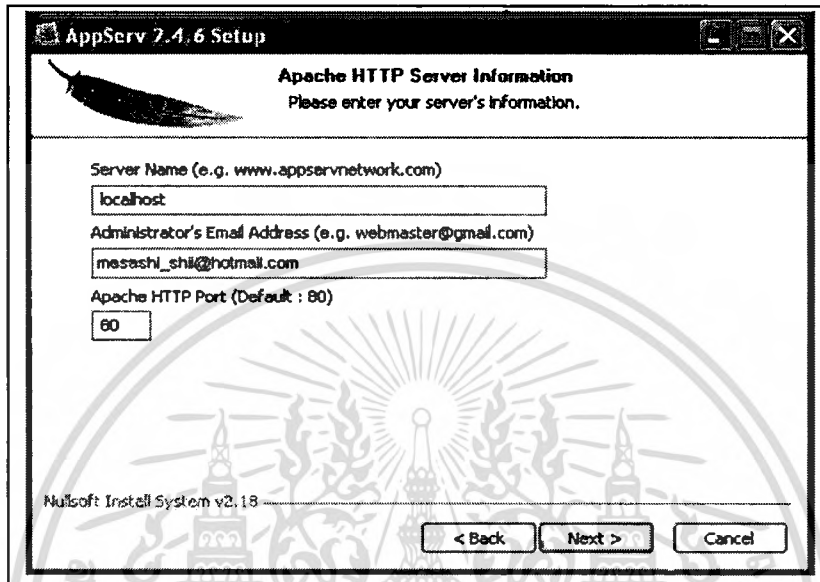 AppServ 2.4.6 Setup
Apache HTTP Server Information
Please enter your server's information.
Server Name (e.g. www.appservnetwork.com)
localhost
Administrator's Email Address (e.g. webmaster@gmail.com)
masashi_shii@hotmail.com
Apache HTTP Port (Default : 80)
80
Nullsoft Install System v2.18
< Back Next > Cancel